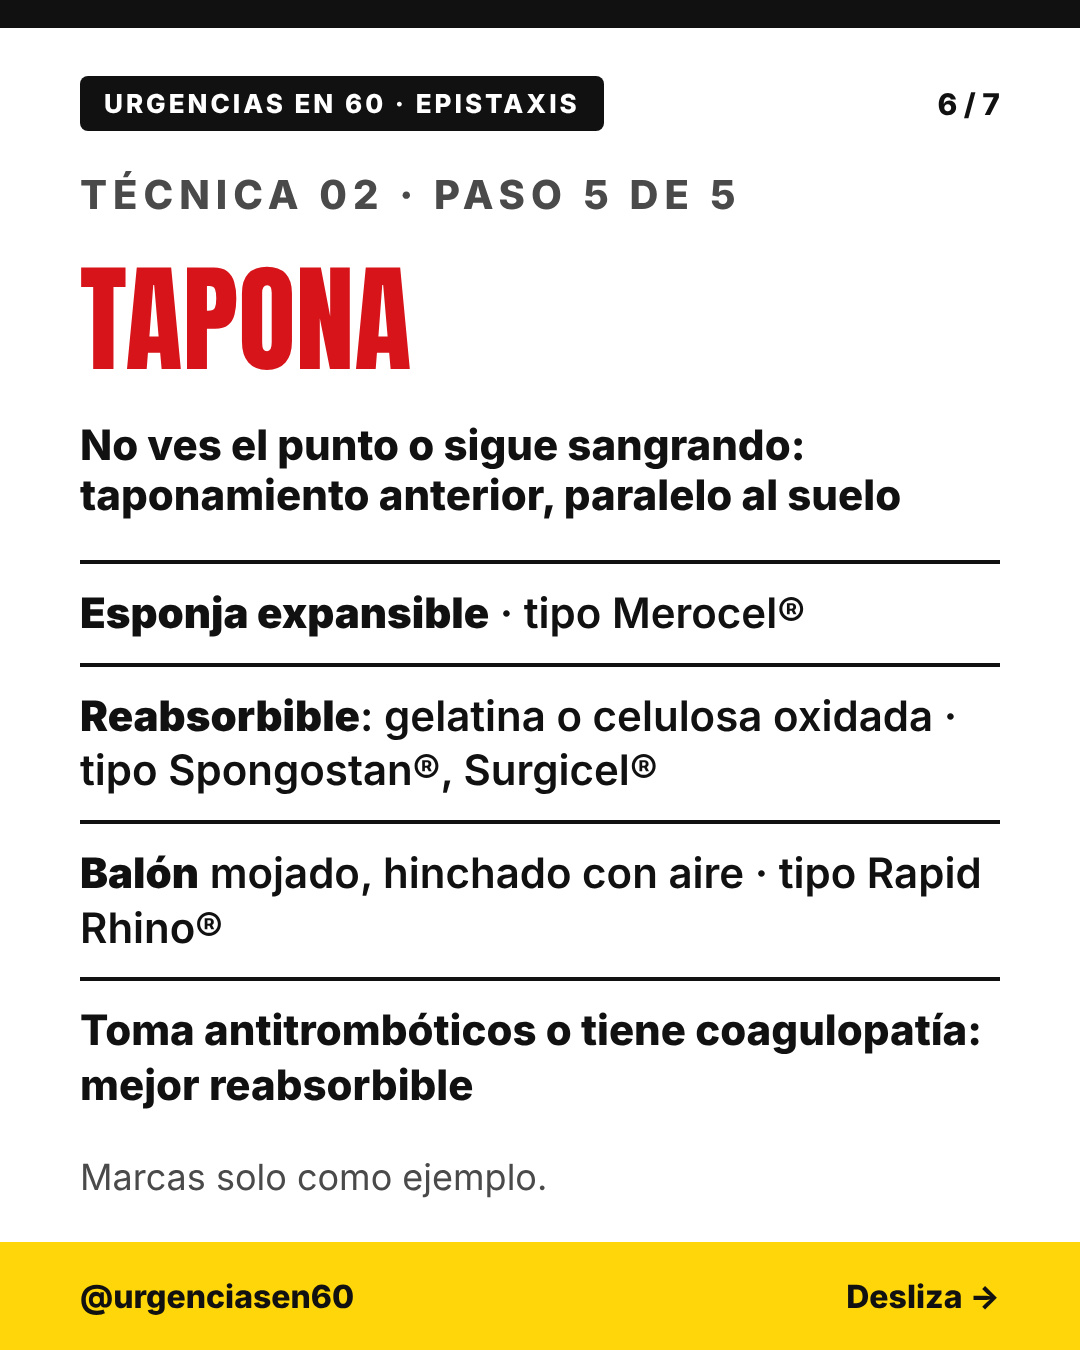 URGENCIAS EN 60 · EPISTAXIS
6 / 7
TÉCNICA 02 · PASO 5 DE 5
TAPONA
No ves el punto o sigue sangrando:
taponamiento anterior, paralelo al suelo
Esponja expansible · tipo Merocel®
Reabsorbible: gelatina o celulosa oxidada ·
tipo Spongostan®, Surgicel®
Balón mojado, hinchado con aire · tipo Rapid
Rhino®
Toma antitrombóticos o tiene coagulopatía:
mejor reabsorbible
Marcas solo como ejemplo.
@urgenciasen60
Desliza →